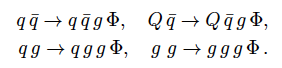 q q̄ → q q̄ g Φ, Q q̄ → Q q̄ g Φ,
q g → q g g Φ, g g → g g g Φ .